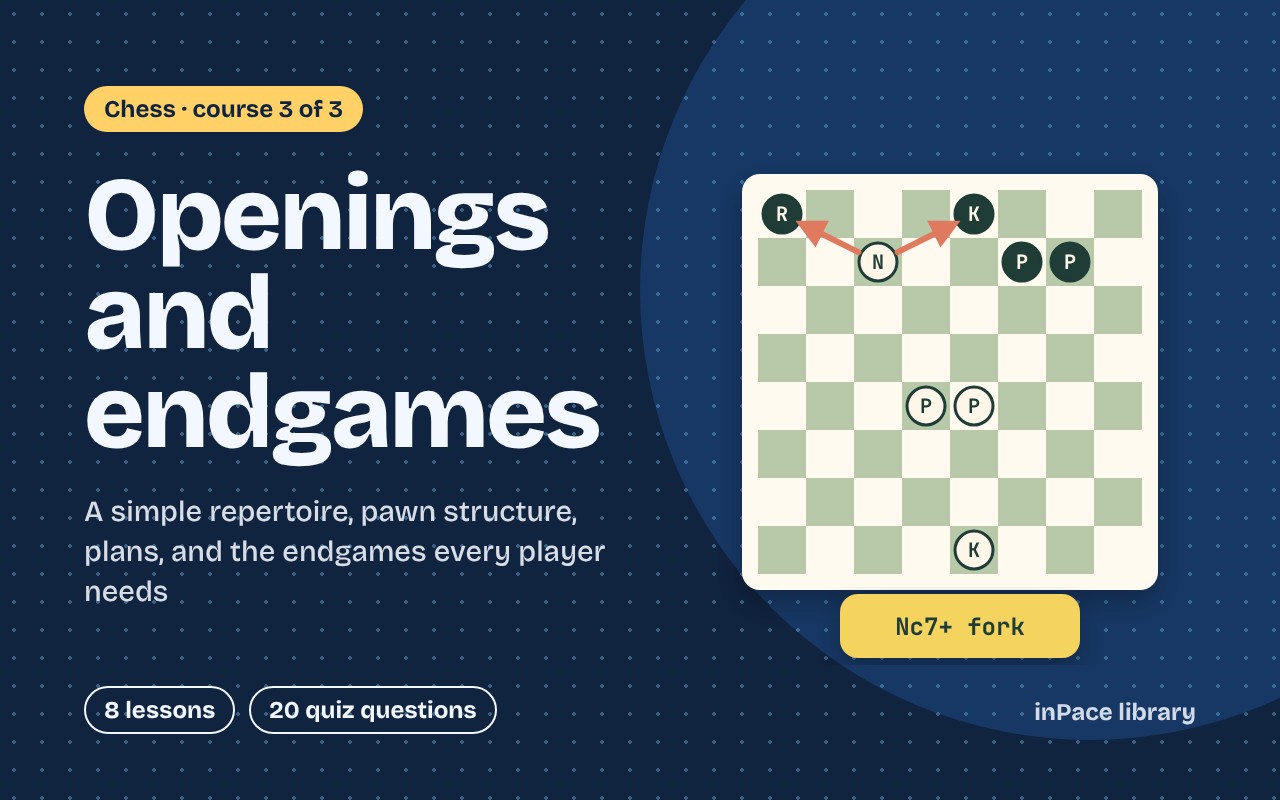 Chess · course 3 of 3
Openings
and
endgames
A simple repertoire, pawn structure,
plans, and the endgames every player
needs
8 lessons
20 quiz questions
R
K
N
P
P
P
P
K
Nc7+ fork
inPace library